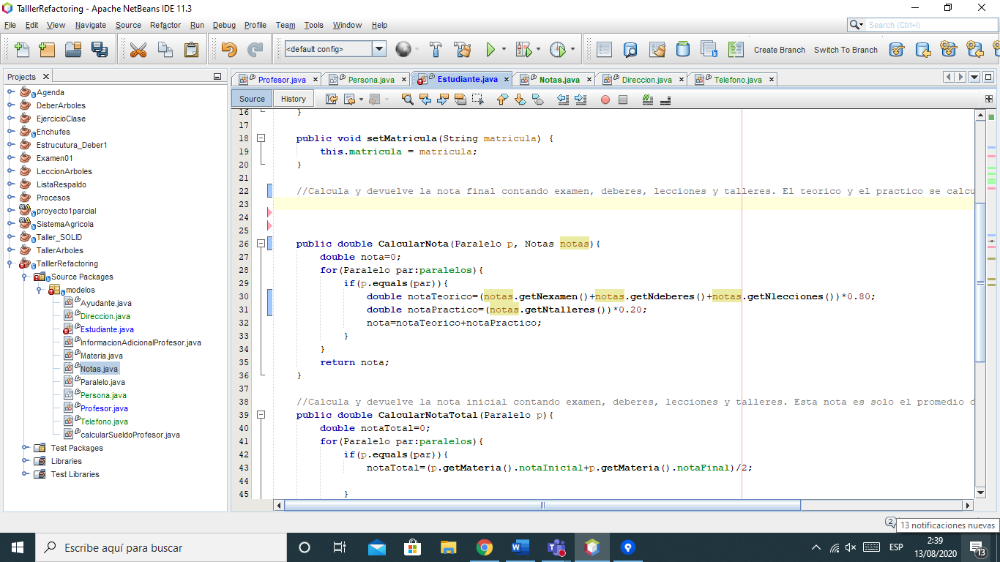 TalllerRefactoring - Apache NetBeans IDE 11.3
File Edit View Navigate Source Refactor Run Debug Profile Team Tools Window Help
Search (Ctrl+I)
<default config>
Create Branch Switch To Branch
Projects
Profesor.java Persona.java Estudiante.java Notas.java Direccion.java Telefono.java
Source History
Agenda
DeberArboles
EjercicioClase
Enchufes
Estrucutura_Deber1
Examen01
LeccionArboles
ListaRespaldo
Procesos
proyecto1parcial
SistemaAgricola
Taller_SOLID
TallerArboles
TalllerRefactoring
Source Packages
modelos
Ayudante.java
Direccion.java
Estudiante.java
InformacionAdicionalProfesor.java
Materia.java
Notas.java
Paralelo.java
Persona.java
Profesor.java
Telefono.java
calcularSueldoProfesor.java
Test Packages
Libraries
Test Libraries
16 }
17
18 public void setMatricula(String matricula) {
19 this.matricula = matricula;
20 }
21
22 //Calcula y devuelve la nota final contando examen, deberes, lecciones y talleres. El teorico y el practico se calcu
23
24
25
26 public double CalcularNota(Paralelo p, Notas notas){
27 double nota=0;
28 for(Paralelo par:paralelos){
29 if(p.equals(par)){
30 double notaTeorico=(notas.getNexamen()+notas.getNdeberes()+notas.getNlecciones())*0.80;
31 double notaPractico=(notas.getNtalleres())*0.20;
32 nota=notaTeorico+notaPractico;
33 }
34 }
35 return nota;
36 }
37
38 //Calcula y devuelve la nota inicial contando examen, deberes, lecciones y talleres. Esta nota es solo el promedio d
39 public double CalcularNotaTotal(Paralelo p){
40 double notaTotal=0;
41 for(Paralelo par:paralelos){
42 if(p.equals(par)){
43 notaTotal=(p.getMateria().notaInicial+p.getMateria().notaFinal)/2;
44
45 }
2
13 notificaciones nuevas
Escribe aquí para buscar
ESP
2:39
13/08/2020
13